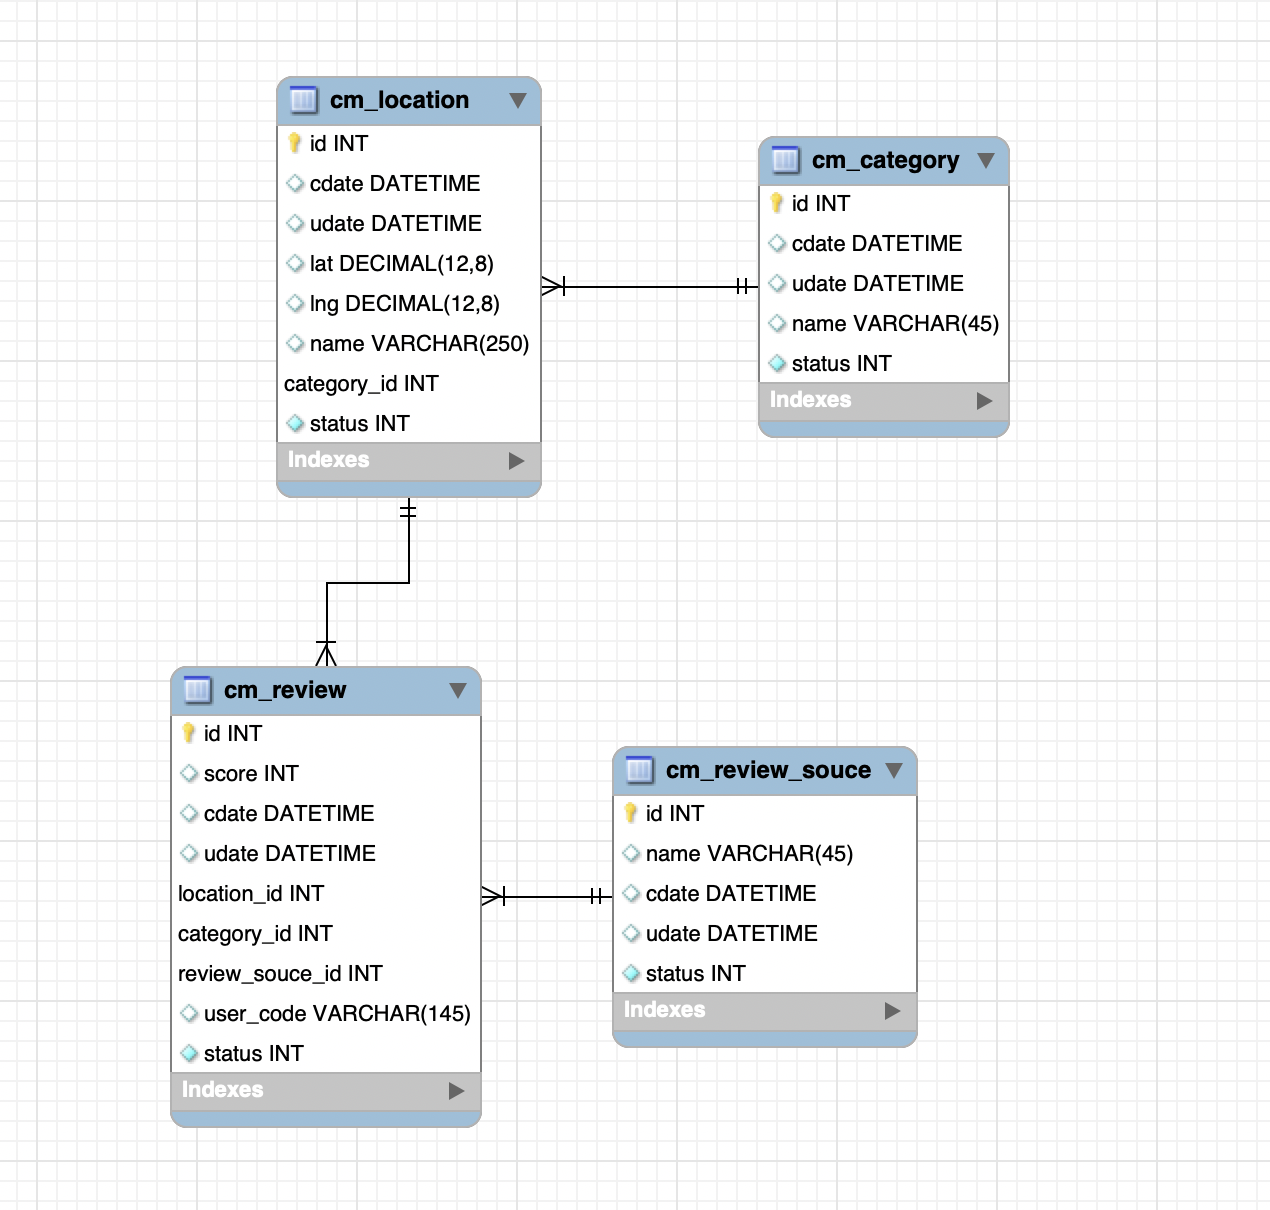 cm_location
id INT
cdate DATETIME
udate DATETIME
lat DECIMAL(12,8)
lng DECIMAL(12,8)
name VARCHAR(250)
category_id INT
status INT
Indexes
cm_category
id INT
cdate DATETIME
udate DATETIME
name VARCHAR(45)
status INT
Indexes
cm_review
id INT
score INT
cdate DATETIME
udate DATETIME
location_id INT
category_id INT
review_souce_id INT
user_code VARCHAR(145)
status INT
Indexes
cm_review_souce
id INT
name VARCHAR(45)
cdate DATETIME
udate DATETIME
status INT
Indexes